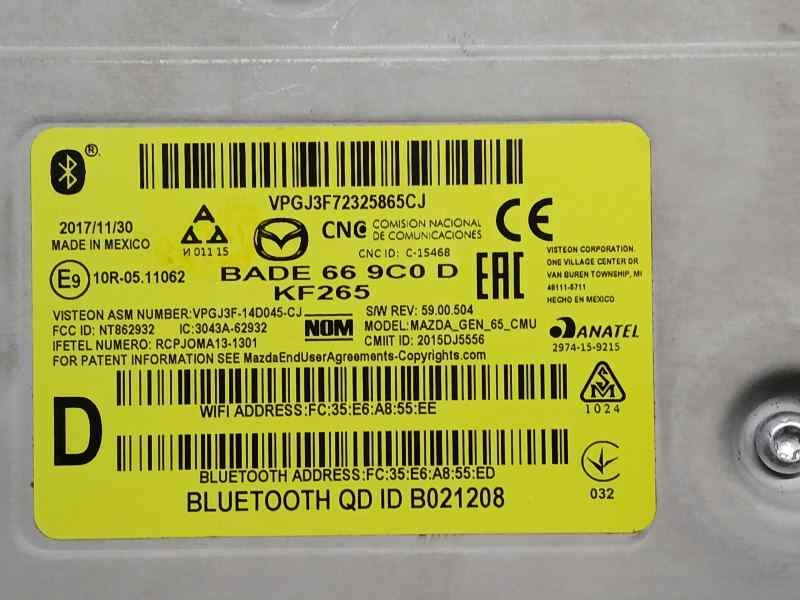 ®
VPGJ3F72325865CJ
2017/11/30
MADE IN MEXICO
И 011 15
CNC COMISION NACIONAL
DE COMUNICACIONES
CNC ID: C-15468
CE
E9 10R-05.11062
BADE 66 9C0 D
KF265
EAC
VISTEON CORPORATION.
ONE VILLAGE CENTER DR
VAN BUREN TOWNSHIP, MI
48111-5711
HECHO EN MEXICO
VISTEON ASM NUMBER: VPGJ3F-14D045-CJ
FCC ID: NT862932 IC:3043A-62932
IFETEL NUMERO: RCPJOMA13-1301
FOR PATENT INFORMATION SEE MazdaEndUserAgreements-Copyrights.com
NOM
S/W REV: 59.00.504
MODEL:MAZDA_GEN_65_CMU
CMIIT ID: 2015DJ5556
ANATEL
2974-15-9215
D
WIFI ADDRESS:FC:35:E6:A8:55:EE
1024
BLUETOOTH ADDRESS:FC:35:E6:A8:55:ED
BLUETOOTH QD ID B021208
032